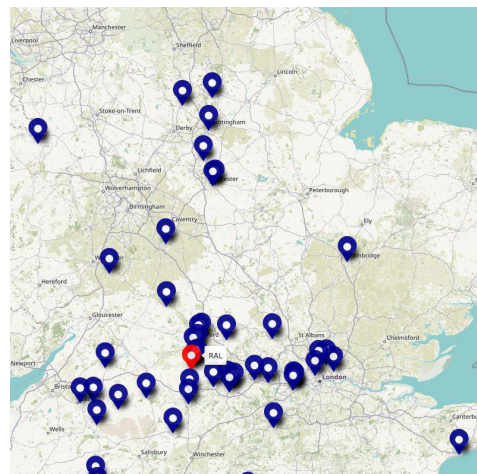 Manchester
Liverpool
Sheffield
Chester
Lincoln
Stoke-on-Trent
Derby
Lichfield
Wolverhampton
Peterborough
Birmingham
Ely
Coventry
Hereford
Gloucester
St Albans
Chelmsford
RAL
Newport
London
Wells
Salisbury
Winchester